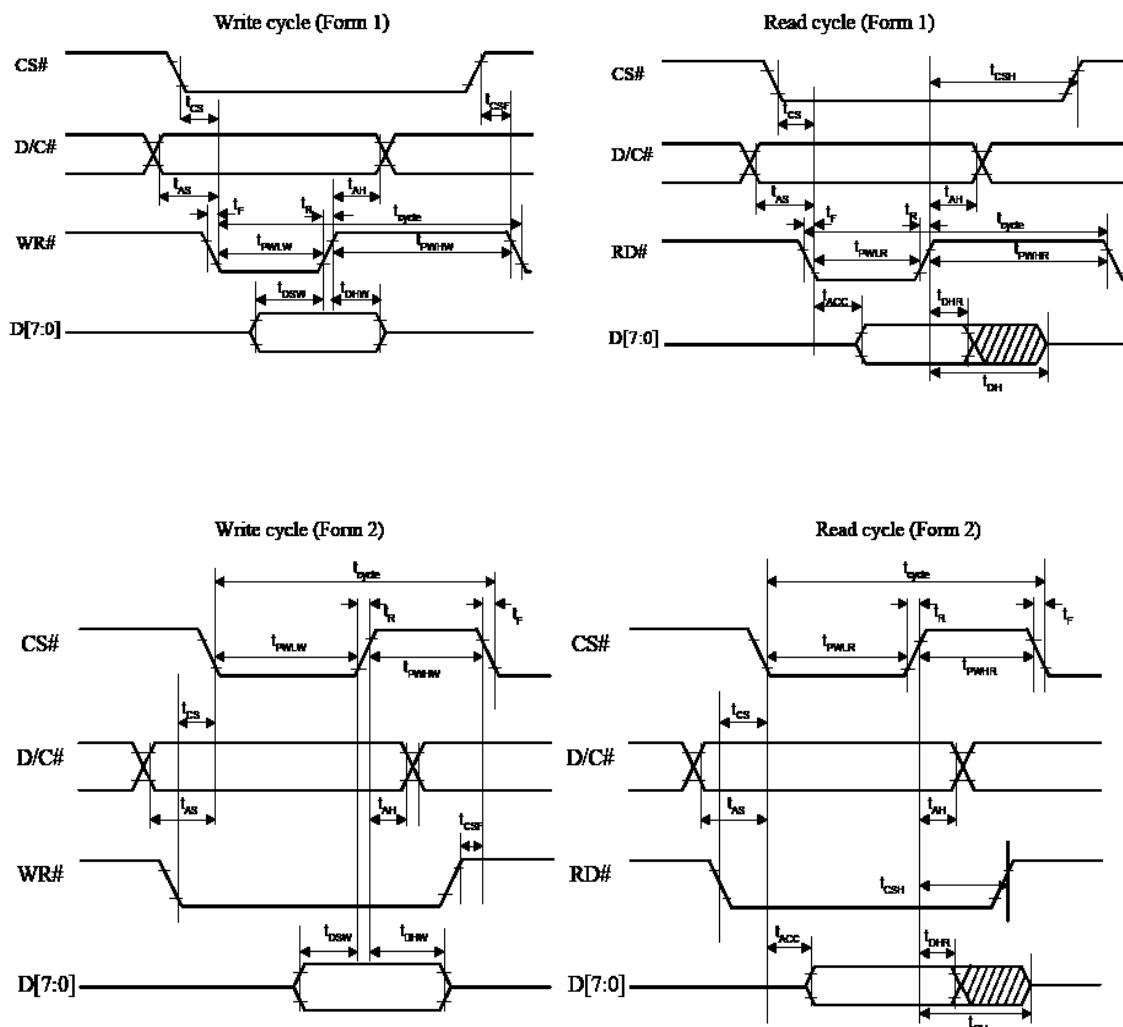 Write cycle (Form 1)
CS#
tCS
tCSF
D/C#
tAS
tAH
tF
tR
tcycle
WR#
tPWLW
tPWHW
tDSW
tDHW
D[7:0]
Read cycle (Form 1)
CS#
tCSH
tCS
D/C#
tAS
tAH
tF
tR
tcycle
RD#
tPWLR
tPWHR
tACC
tDHR
D[7:0]
tDH
Write cycle (Form 2)
tcycle
tR
tF
CS#
tPWLW
tPWHW
tCS
D/C#
tAS
tAH
tCSF
WR#
tDSW
tDHW
D[7:0]
Read cycle (Form 2)
tcycle
tR
tF
CS#
tPWLR
tPWHR
tCS
D/C#
tAS
tAH
RD#
tCSH
tACC
tDHR
D[7:0]